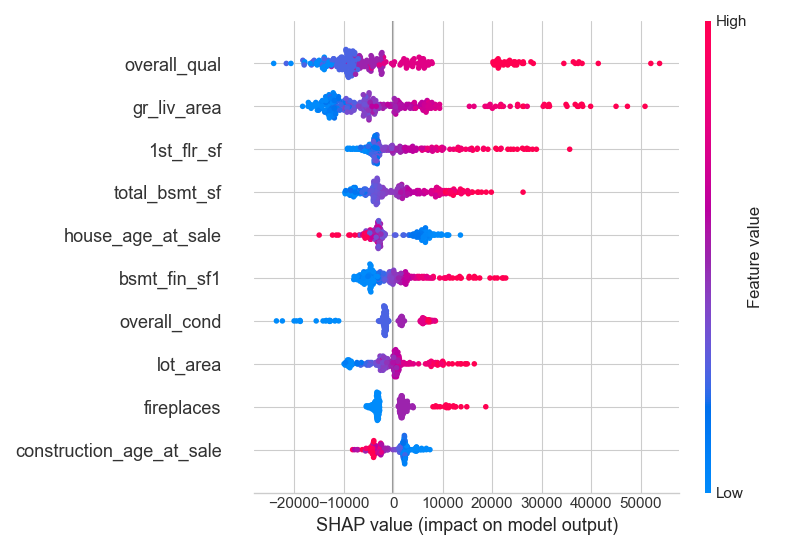 High
overall_qual
gr_liv_area
1st_flr_sf
total_bsmt_sf
house_age_at_sale
bsmt_fin_sf1
overall_cond
lot_area
fireplaces
construction_age_at_sale
Feature value
Low
−20000 −10000 0 10000 20000 30000 40000 50000
SHAP value (impact on model output)